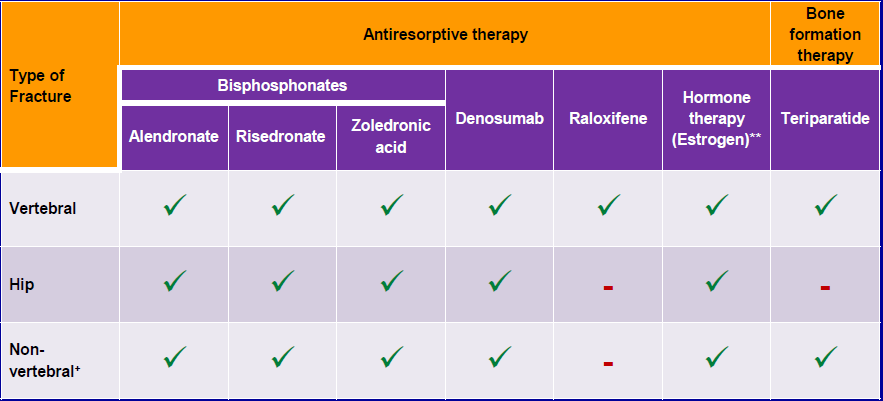 Type of
Fracture
Antiresorptive therapy
Bone
formation
therapy
Bisphosphonates
Alendronate
Risedronate
Zoledronic
acid
Denosumab
Raloxifene
Hormone
therapy
(Estrogen)**
Teriparatide
Vertebral ✓ ✓ ✓ ✓ ✓ ✓ ✓
Hip ✓ ✓ ✓ ✓ - ✓ -
Non-
vertebral+ ✓ ✓ ✓ ✓ - ✓ ✓